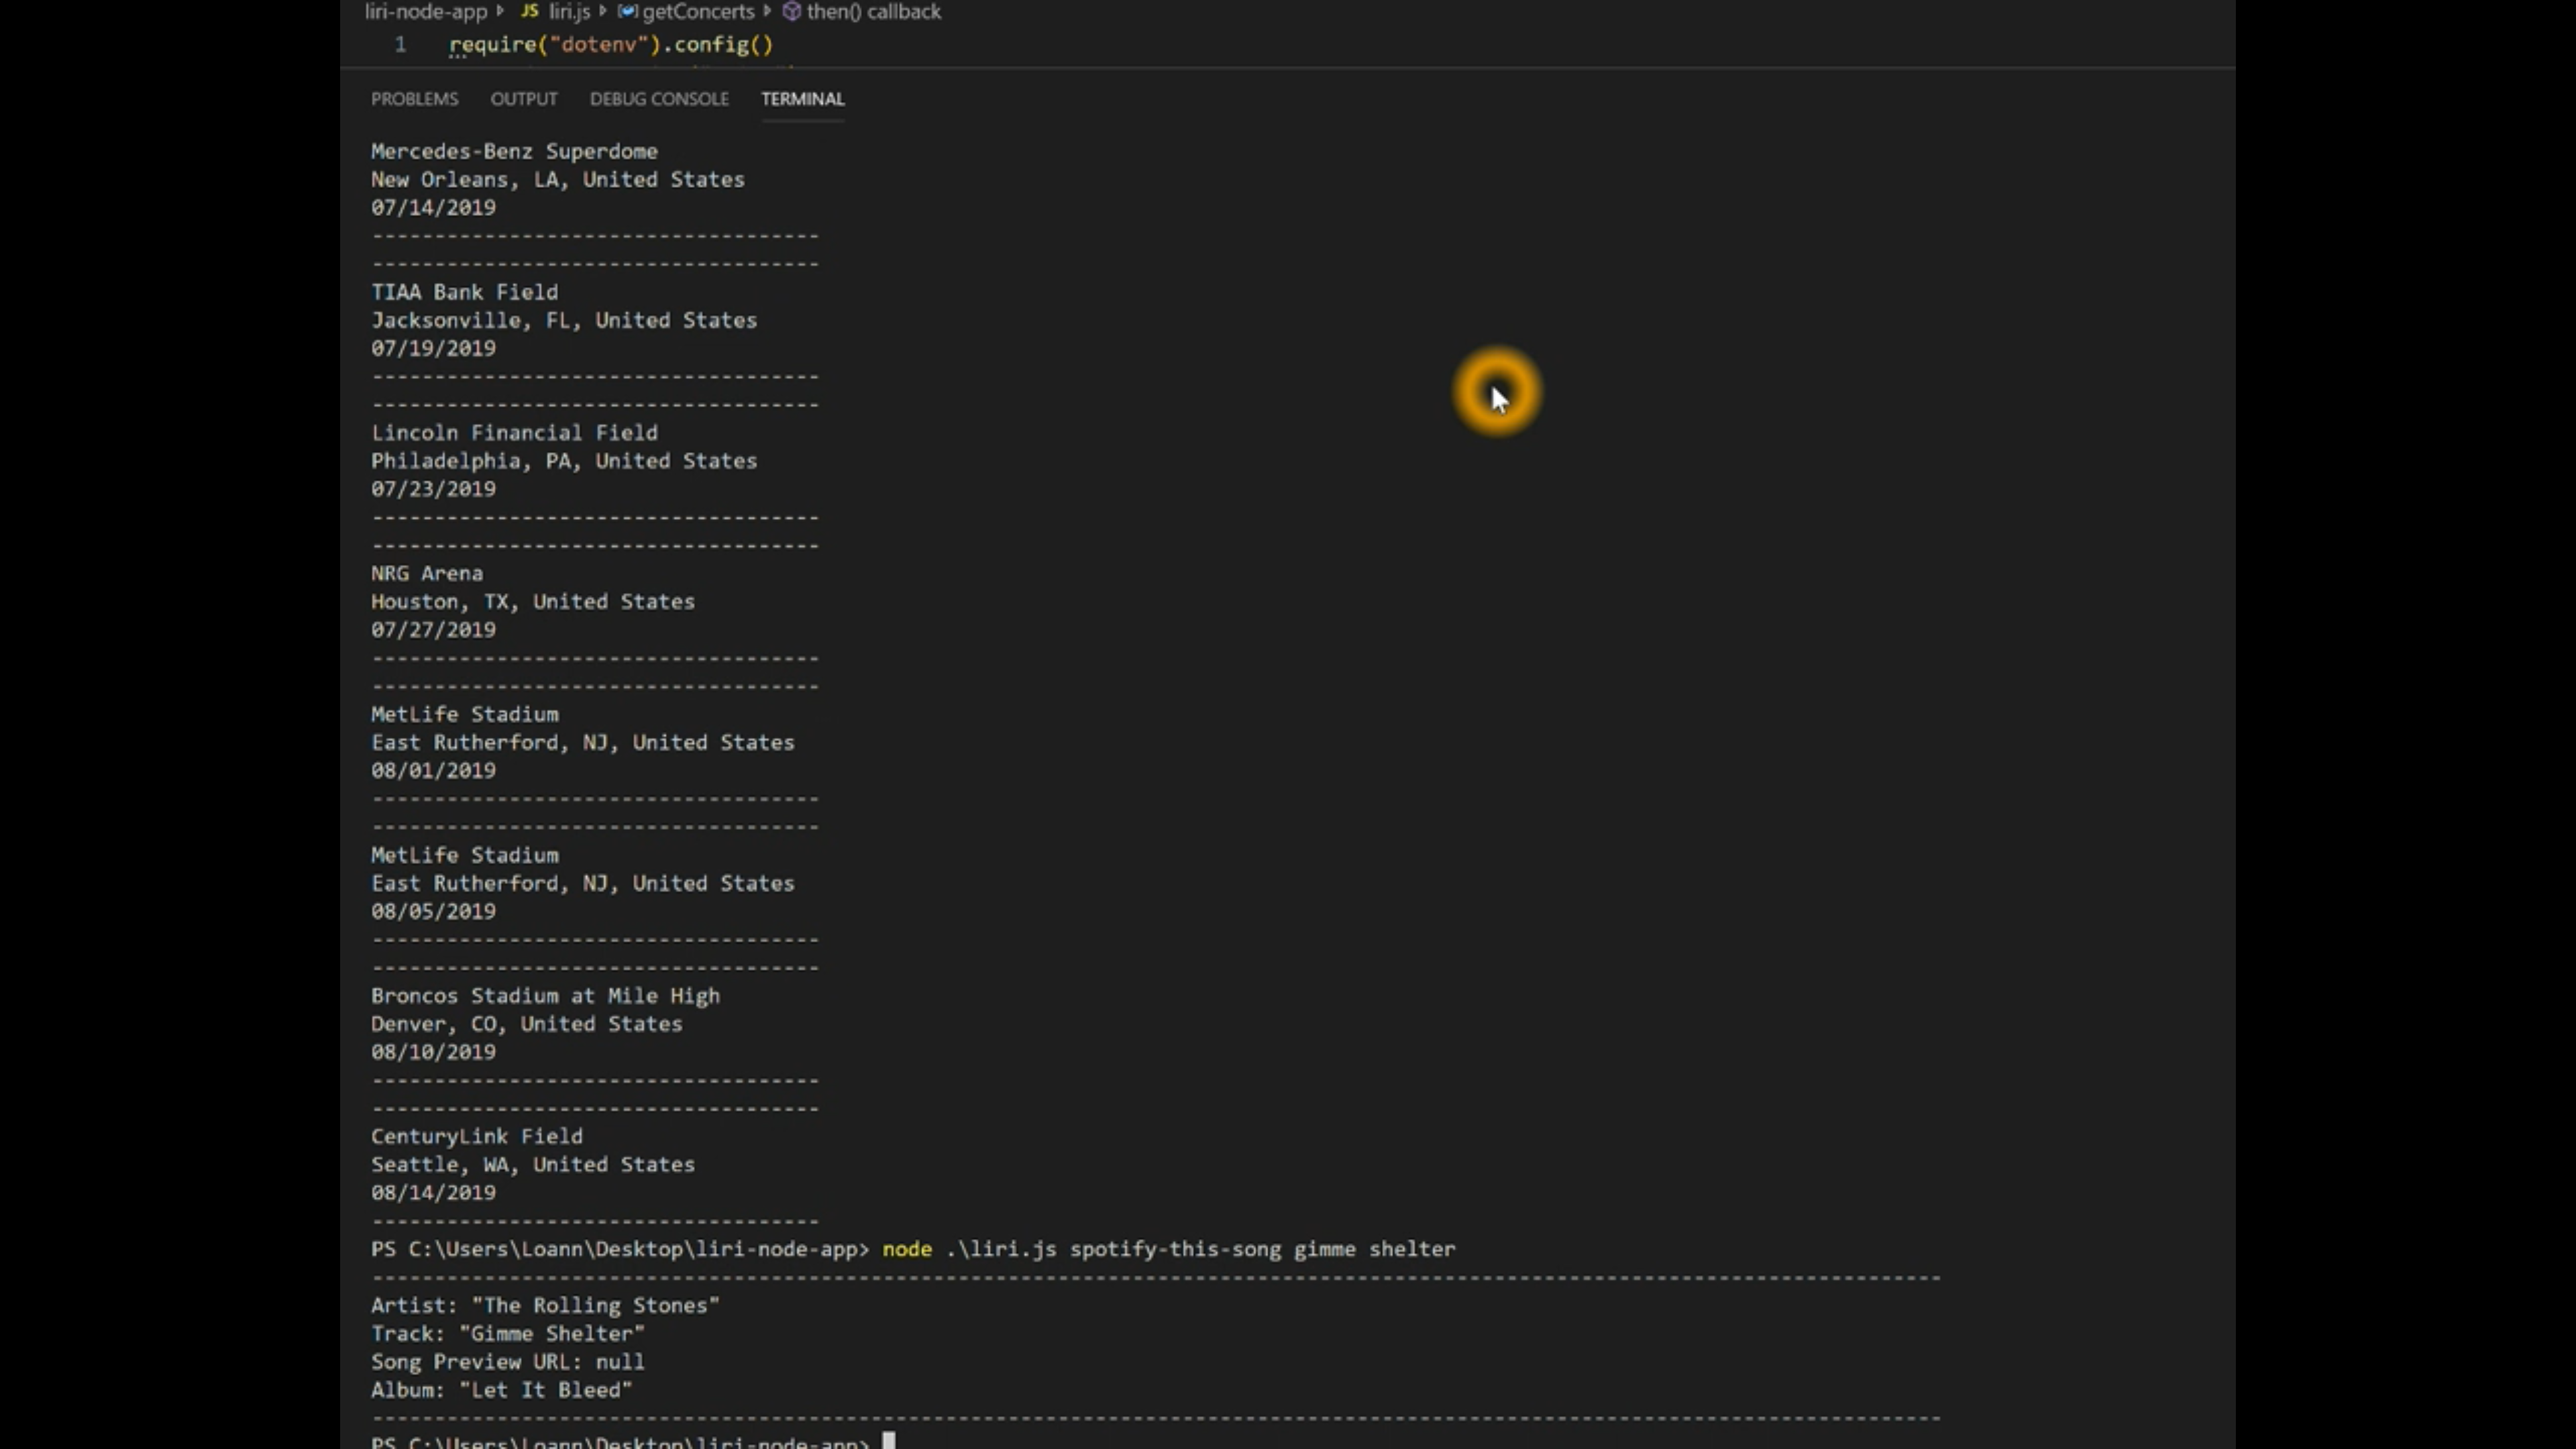 liri-node-app JS liri.js getConcerts then() callback
1 require("dotenv").config()
PROBLEMS OUTPUT DEBUG CONSOLE TERMINAL
Mercedes-Benz Superdome
New Orleans, LA, United States
07/14/2019
------------------------------------
------------------------------------
TIAA Bank Field
Jacksonville, FL, United States
07/19/2019
------------------------------------
------------------------------------
Lincoln Financial Field
Philadelphia, PA, United States
07/23/2019
------------------------------------
------------------------------------
NRG Arena
Houston, TX, United States
07/27/2019
------------------------------------
------------------------------------
MetLife Stadium
East Rutherford, NJ, United States
08/01/2019
------------------------------------
------------------------------------
MetLife Stadium
East Rutherford, NJ, United States
08/05/2019
------------------------------------
------------------------------------
Broncos Stadium at Mile High
Denver, CO, United States
08/10/2019
------------------------------------
------------------------------------
CenturyLink Field
Seattle, WA, United States
08/14/2019
------------------------------------
PS C:\Users\Loann\Desktop\liri-node-app> node .\liri.js spotify-this-song gimme shelter
------------------------------------------------------------------------------------------------------------------------------
Artist: "The Rolling Stones"
Track: "Gimme Shelter"
Song Preview URL: null
Album: "Let It Bleed"
------------------------------------------------------------------------------------------------------------------------------
PS C:\Users\Loann\Desktop\liri-node-app>